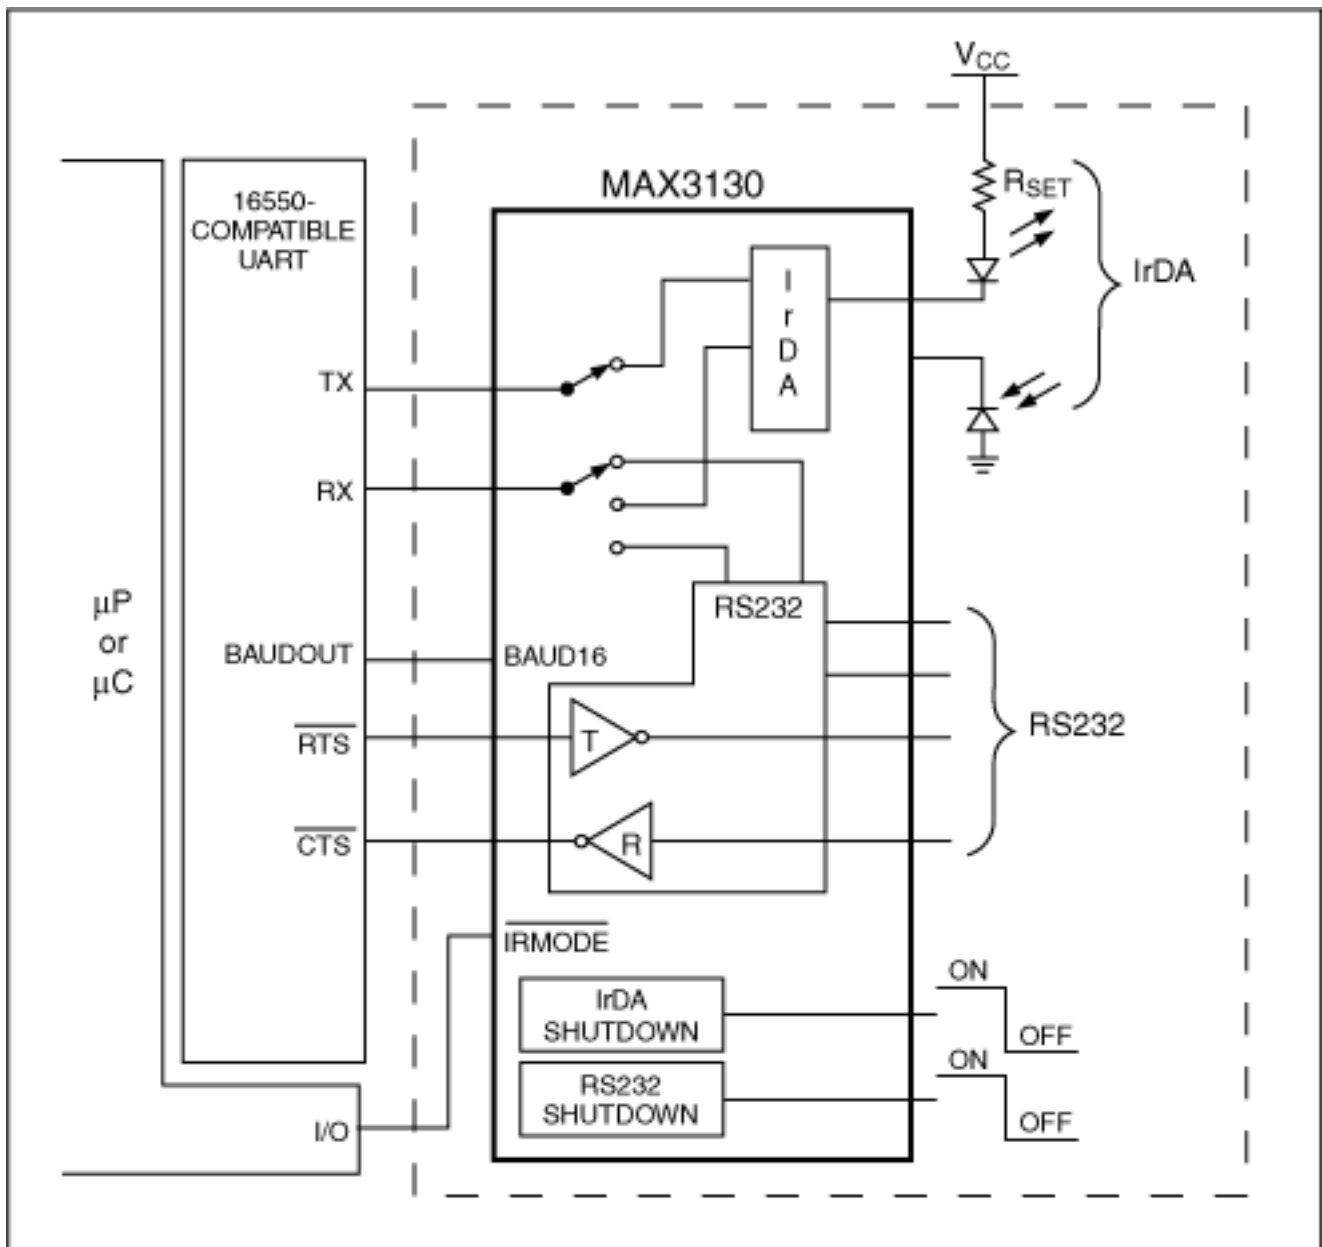 VCC
MAX3130
RSET
16550-
COMPATIBLE
UART
IrDA
I
r
D
A
TX
RX
μP
or
μC
RS232
BAUDOUT
BAUD16
RTS
T
RS232
CTS
R
IRMODE
IrDA
SHUTDOWN
ON
OFF
RS232
SHUTDOWN
ON
OFF
I/O